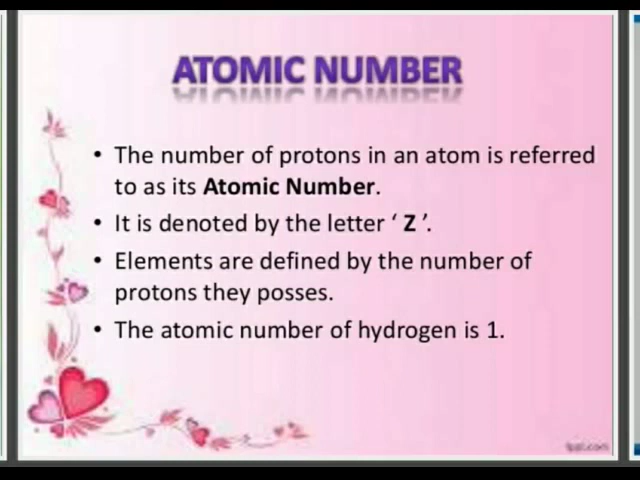 ATOMIC NUMBER
• The number of protons in an atom is referred
to as its Atomic Number.
• It is denoted by the letter ‘ Z ’.
• Elements are defined by the number of
protons they posses.
• The atomic number of hydrogen is 1.